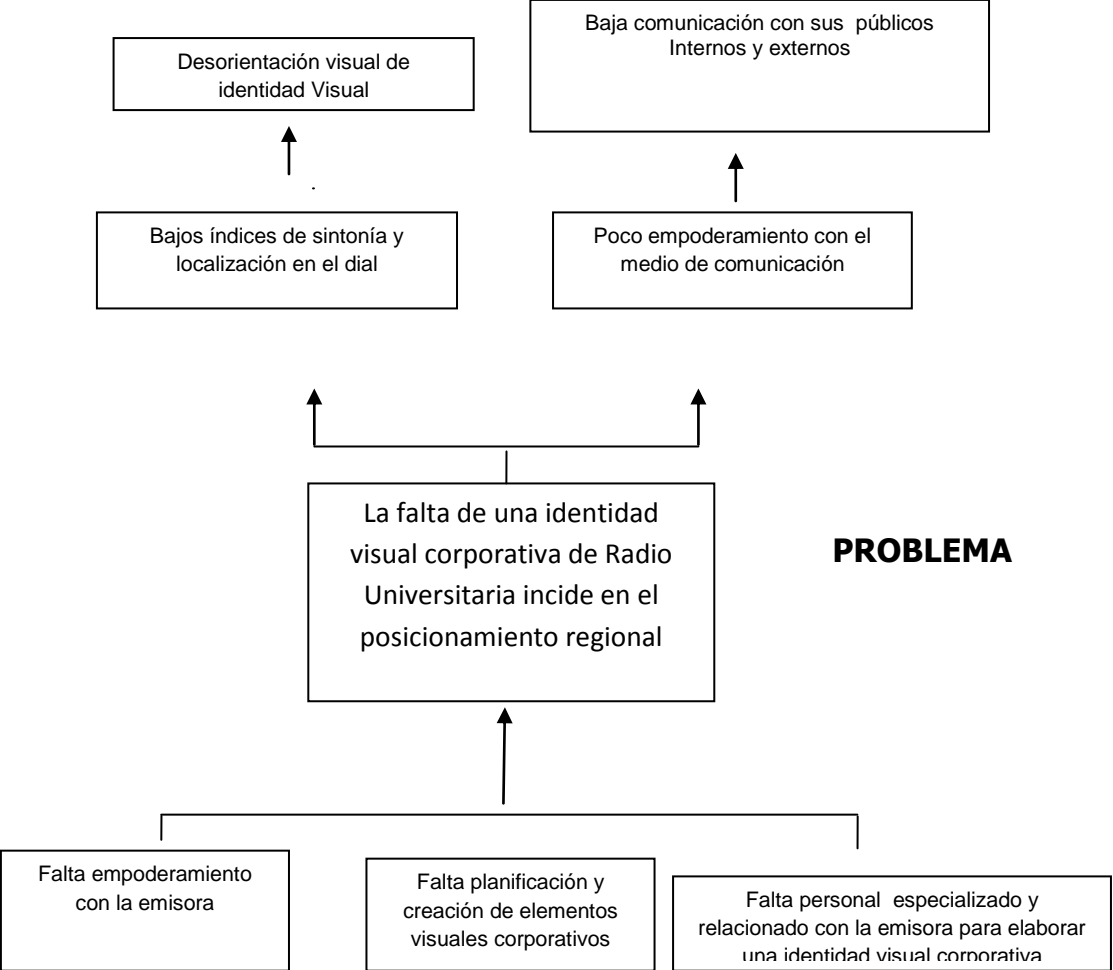 Baja comunicación con sus públicos
Internos y externos
Desorientación visual de
identidad Visual
Bajos índices de sintonía y
localización en el dial
Poco empoderamiento con el
medio de comunicación
La falta de una identidad
visual corporativa de Radio
Universitaria incide en el
posicionamiento regional
PROBLEMA
Falta empoderamiento
con la emisora
Falta planificación y
creación de elementos
visuales corporativos
Falta personal especializado y
relacionado con la emisora para elaborar
una identidad visual corporativa